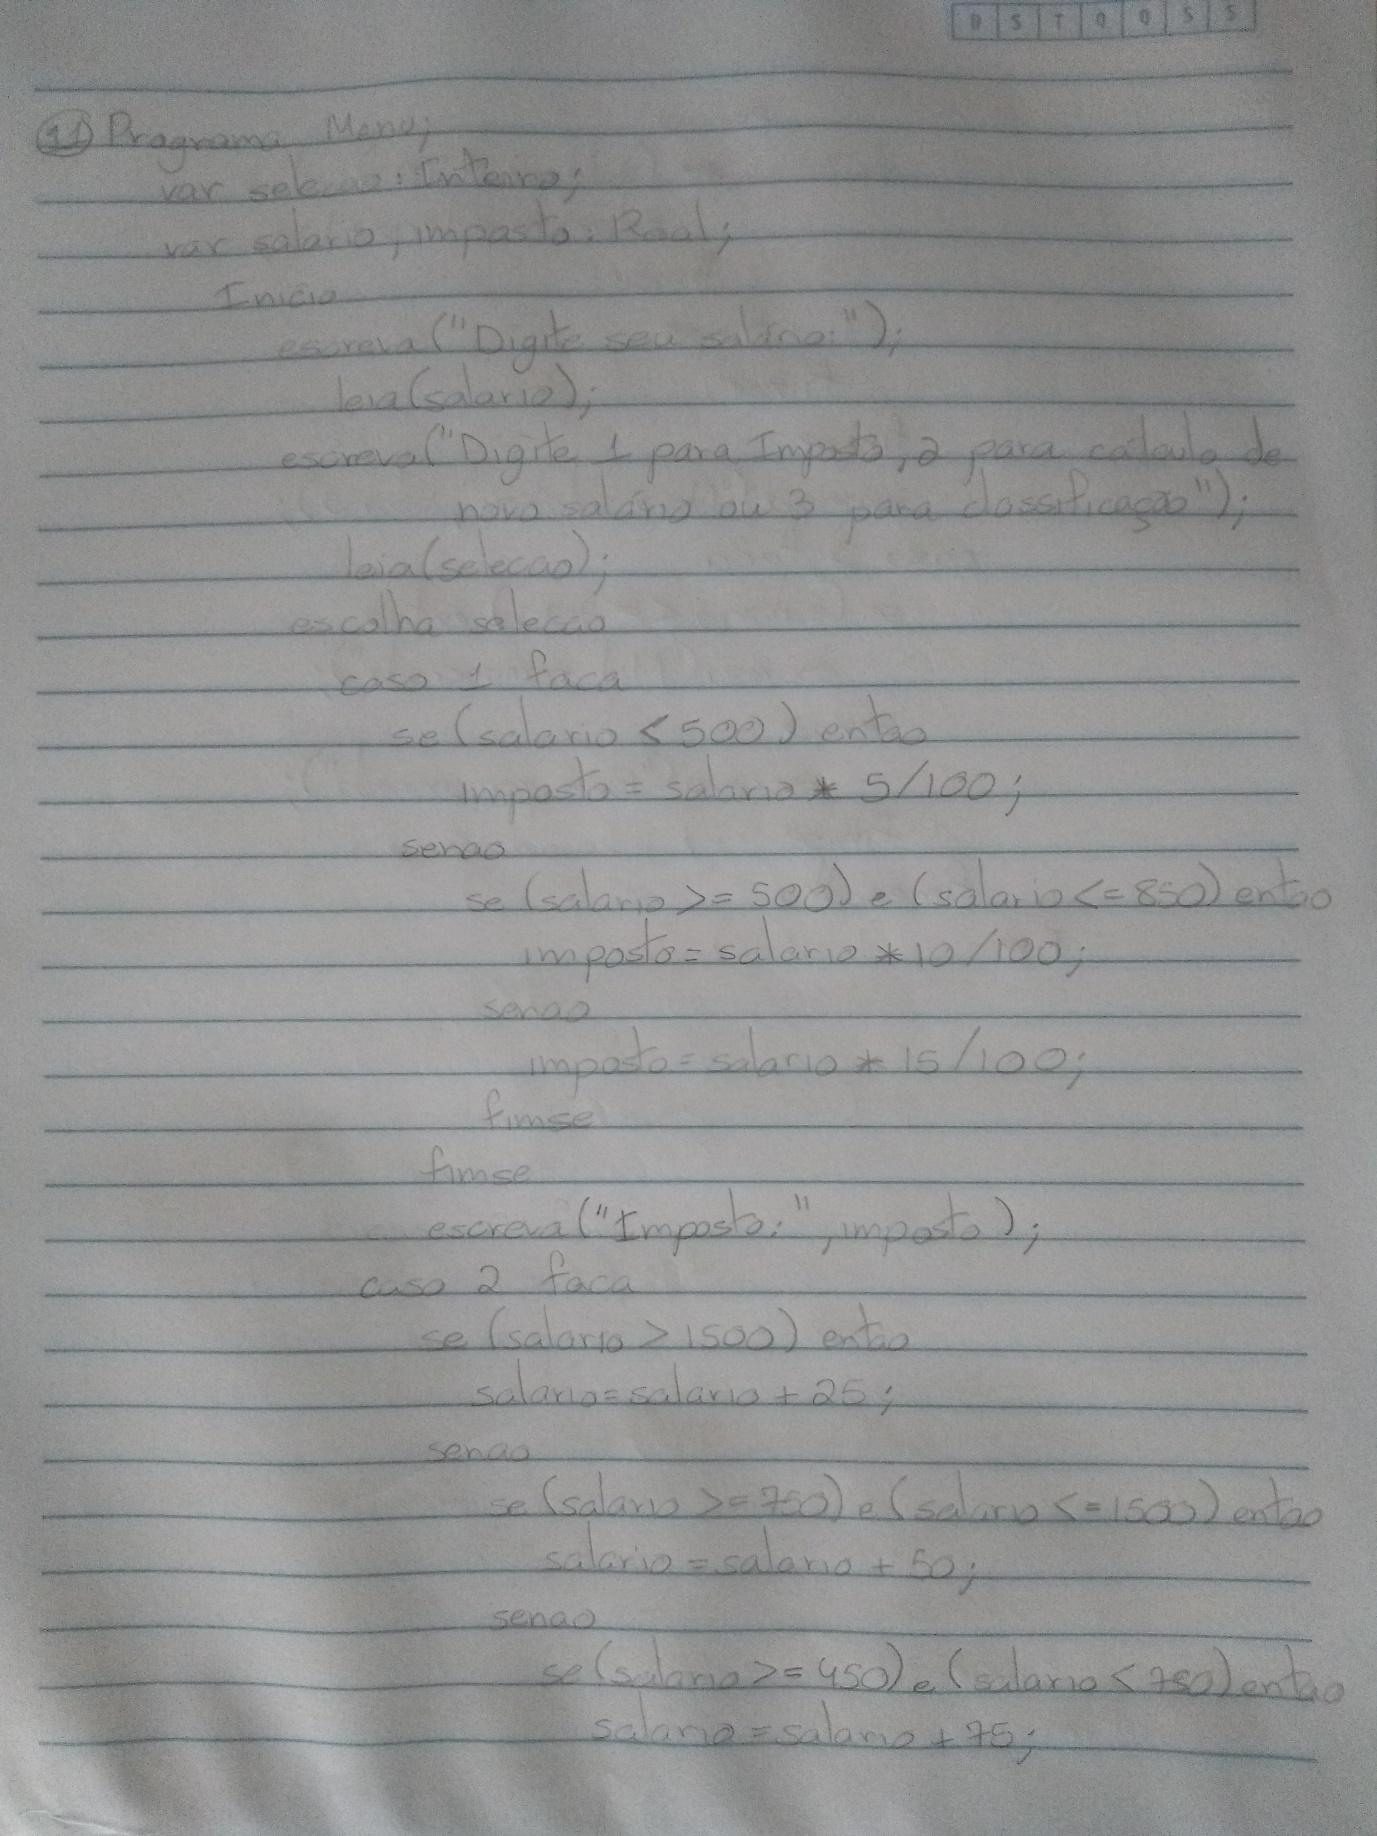 D S T Q Q S S
11 Programa Menu;
var selecao: Inteiro;
var salario, imposto: Real;
Inicio
escreva("Digite seu salário:");
leia(salario);
escreva("Digite 1 para Imposto, 2 para calculo de
novo salário ou 3 para classificação");
leia(selecao);
escolha selecao
caso 1 faca
se (salario < 500) entao
imposto = salario * 5/100;
senao
se (salario >= 500) e (salario <= 850) entao
imposto = salario * 10/100;
senao
imposto = salario * 15/100;
fimse
fimse
escreva("Imposto:", imposto);
caso 2 faca
se (salario > 1500) entao
salario = salario + 25;
senao
se (salario >= 750) e (salario <= 1500) entao
salario = salario + 50;
senao
se (salario >= 450) e (salario < 750) entao
salario = salario + 75;